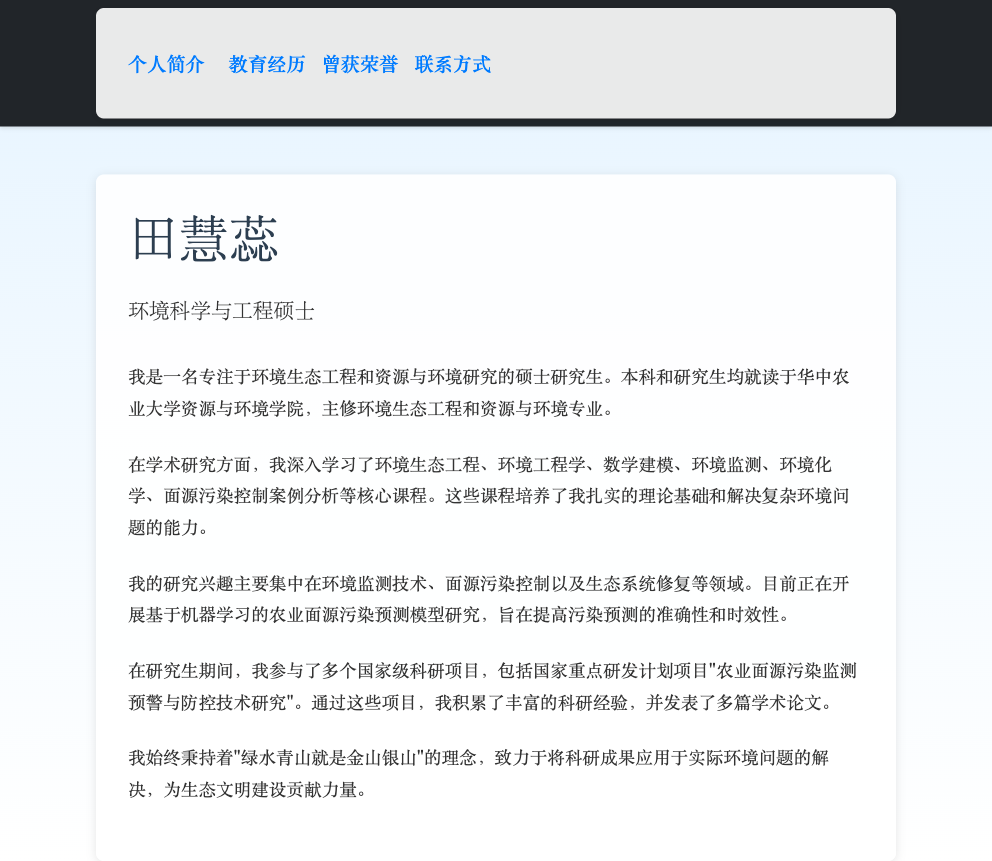 个人简介 教育经历 曾获荣誉 联系方式
田慧蕊
环境科学与工程硕士
我是一名专注于环境生态工程和资源与环境研究的硕士研究生。本科和研究生均就读于华中农
业大学资源与环境学院，主修环境生态工程和资源与环境专业。
在学术研究方面，我深入学习了环境生态工程、环境工程学、数学建模、环境监测、环境化
学、面源污染控制案例分析等核心课程。这些课程培养了我扎实的理论基础和解决复杂环境问
题的能力。
我的研究兴趣主要集中在环境监测技术、面源污染控制以及生态系统修复等领域。目前正在开
展基于机器学习的农业面源污染预测模型研究，旨在提高污染预测的准确性和时效性。
在研究生期间，我参与了多个国家级科研项目，包括国家重点研发计划项目"农业面源污染监测
预警与防控技术研究"。通过这些项目，我积累了丰富的科研经验，并发表了多篇学术论文。
我始终秉持着"绿水青山就是金山银山"的理念，致力于将科研成果应用于实际环境问题的解
决，为生态文明建设贡献力量。